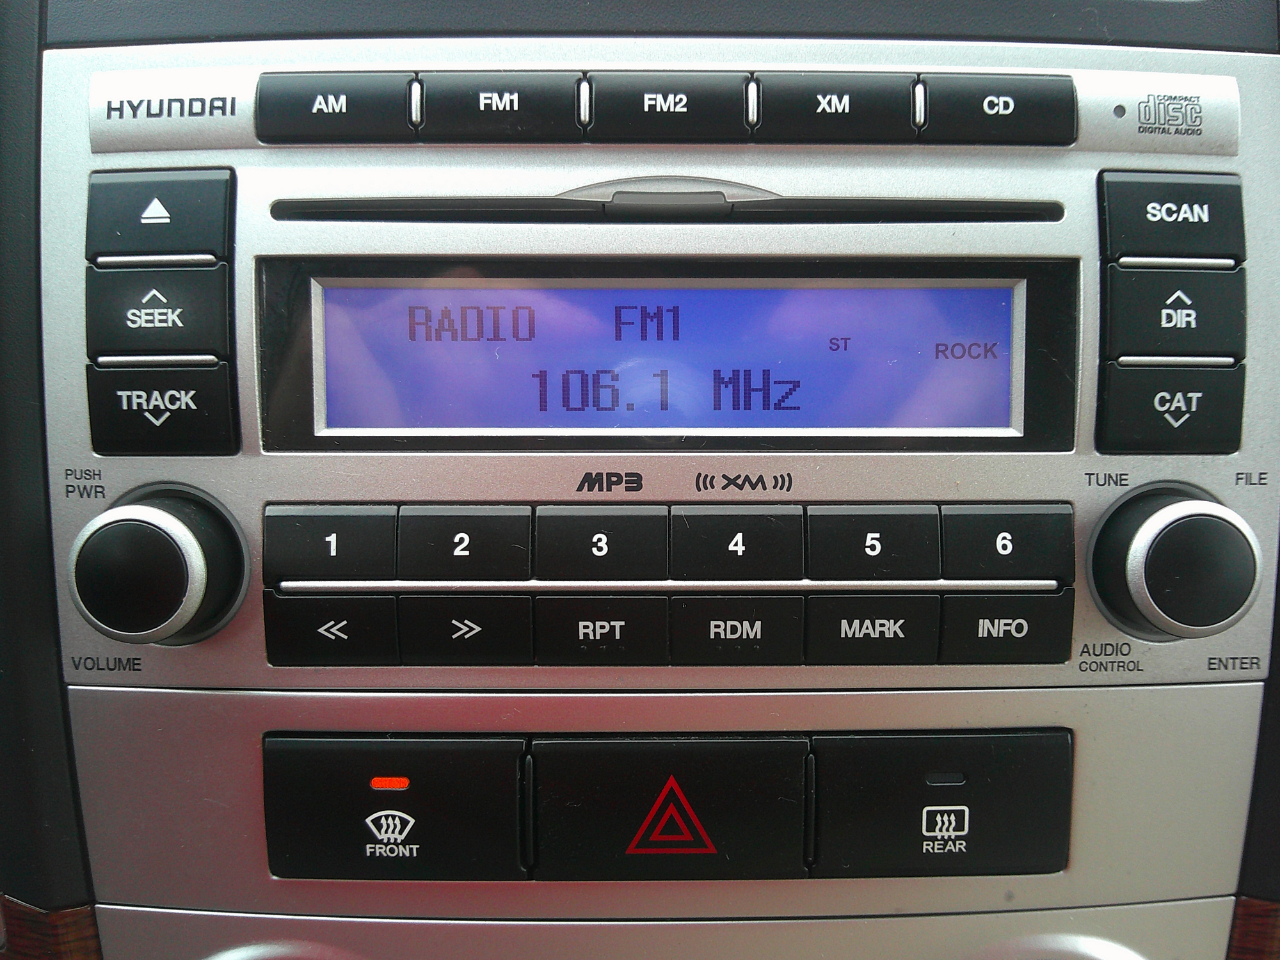 HYUNDAI
AM
FM1
FM2
XM
CD
COMPACT
disc
DIGITAL AUDIO
SEEK
TRACK
SCAN
DIR
CAT
RADIO FM1
ST
ROCK
106.1 MHz
MP3
((( XM )))
PUSH
PWR
VOLUME
TUNE
FILE
1
2
3
4
5
6
<<
>>
RPT
RDM
MARK
INFO
AUDIO
CONTROL
ENTER
FRONT
REAR